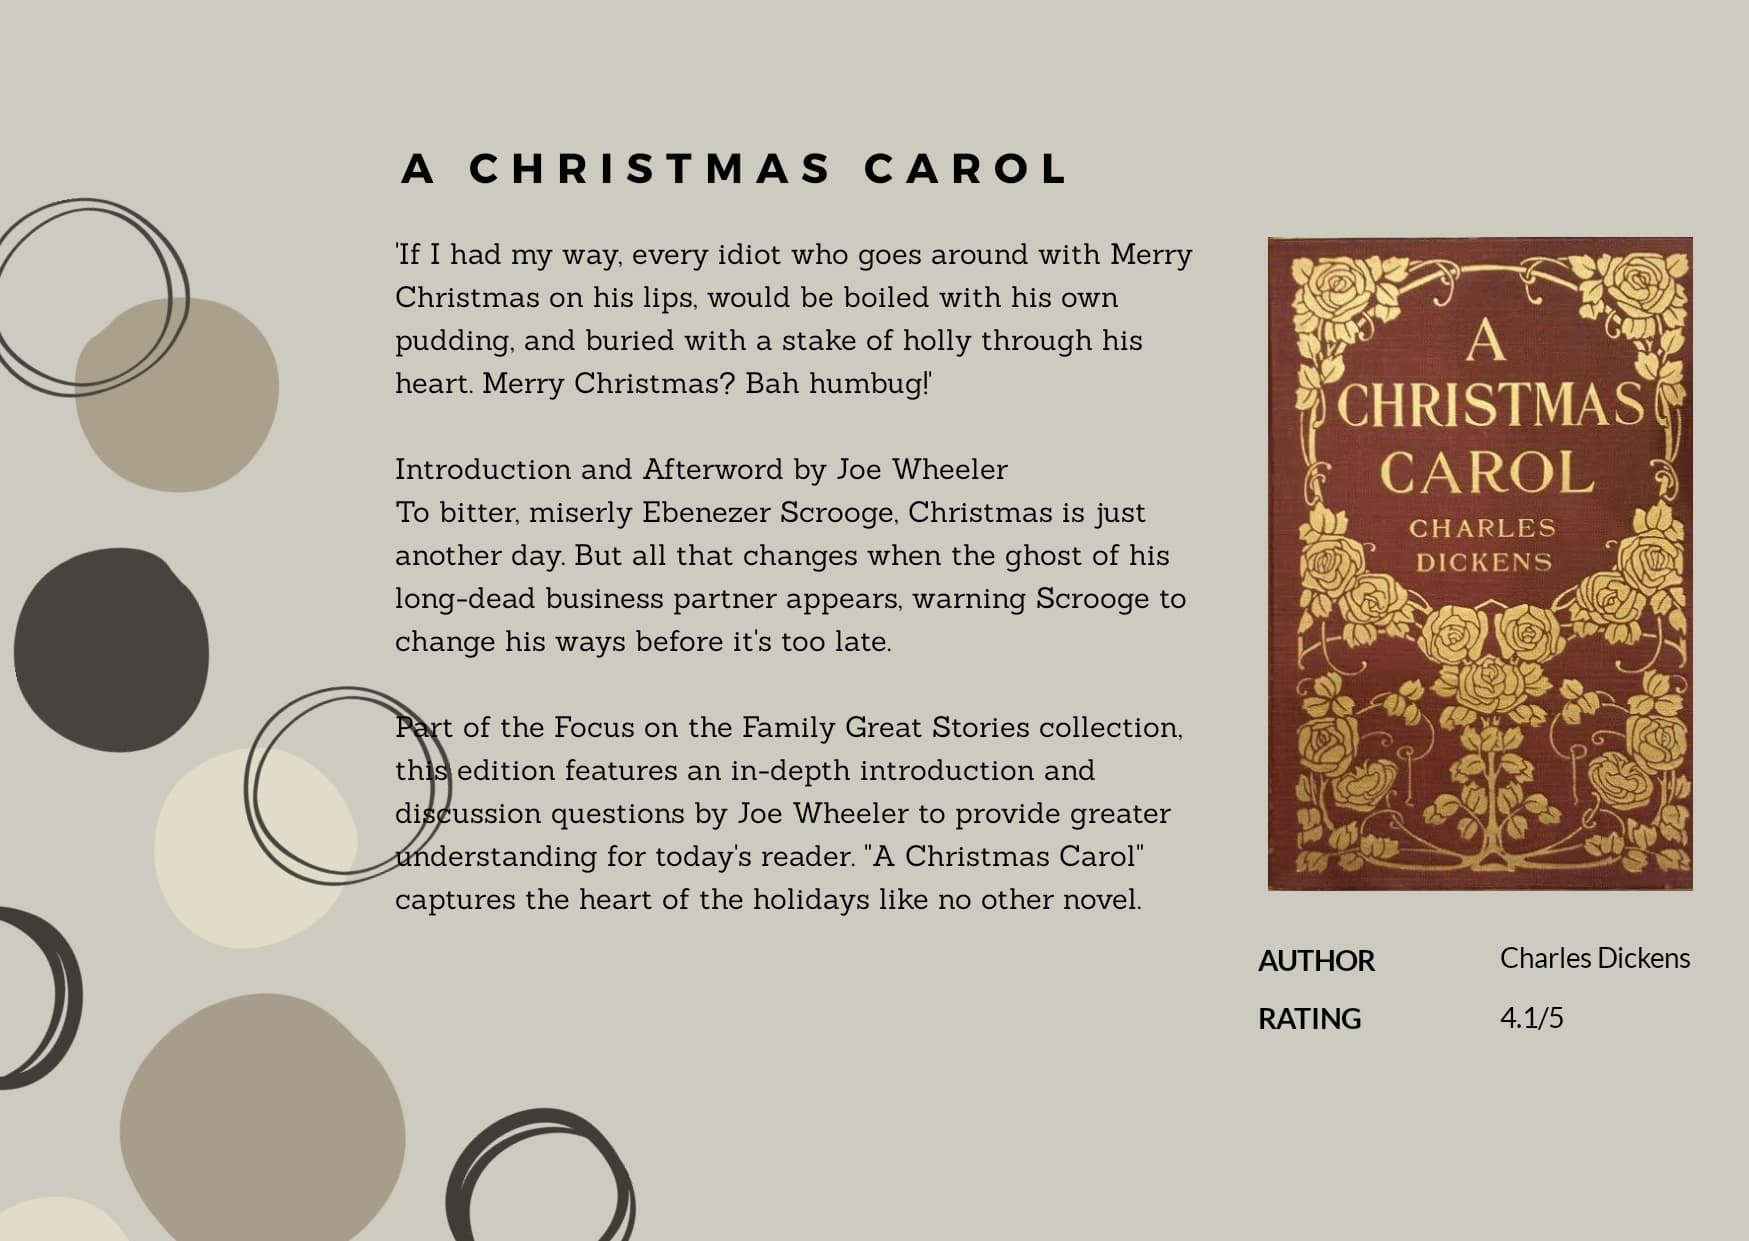 A CHRISTMAS CAROL
'If I had my way, every idiot who goes around with Merry
Christmas on his lips, would be boiled with his own
pudding, and buried with a stake of holly through his
heart. Merry Christmas? Bah humbug!'
Introduction and Afterword by Joe Wheeler
To bitter, miserly Ebenezer Scrooge, Christmas is just
another day. But all that changes when the ghost of his
long-dead business partner appears, warning Scrooge to
change his ways before it's too late.
Part of the Focus on the Family Great Stories collection,
this edition features an in-depth introduction and
discussion questions by Joe Wheeler to provide greater
understanding for today's reader. "A Christmas Carol"
captures the heart of the holidays like no other novel.
A
CHRISTMAS
CAROL
CHARLES
DICKENS
AUTHOR Charles Dickens
RATING 4.1/5